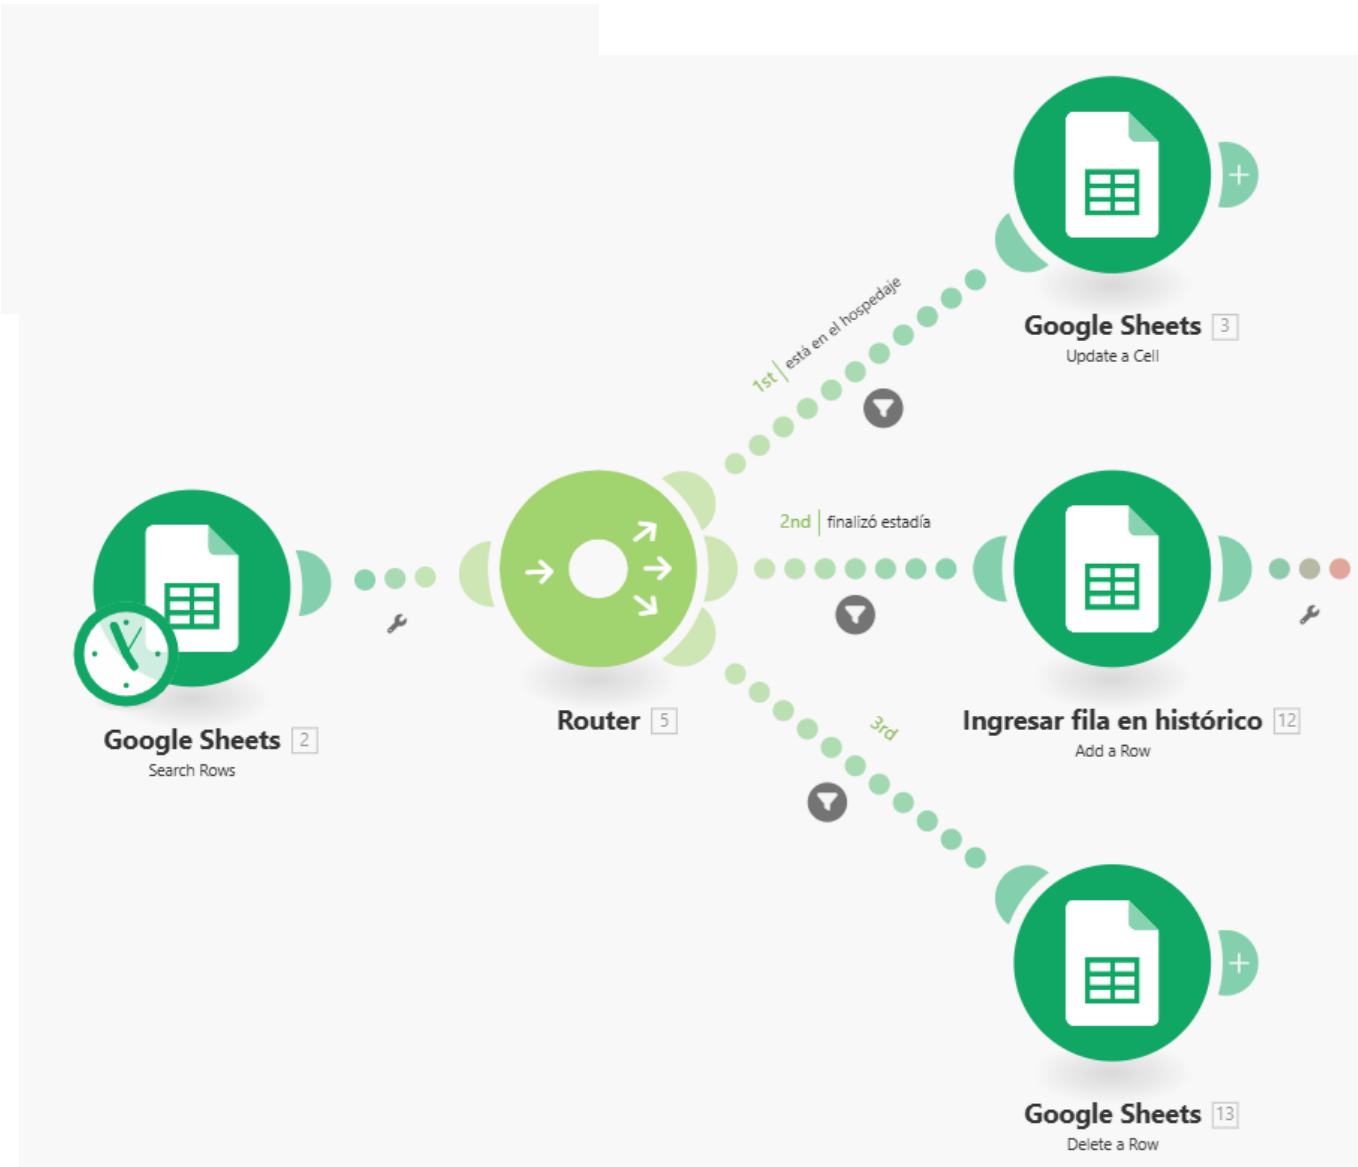 1st | está en el hospedaje
Google Sheets 3
Update a Cell
2nd | finalizó estadía
Google Sheets 2
Search Rows
Router 5
Ingresar fila en histórico 12
Add a Row
3rd
Google Sheets 13
Delete a Row